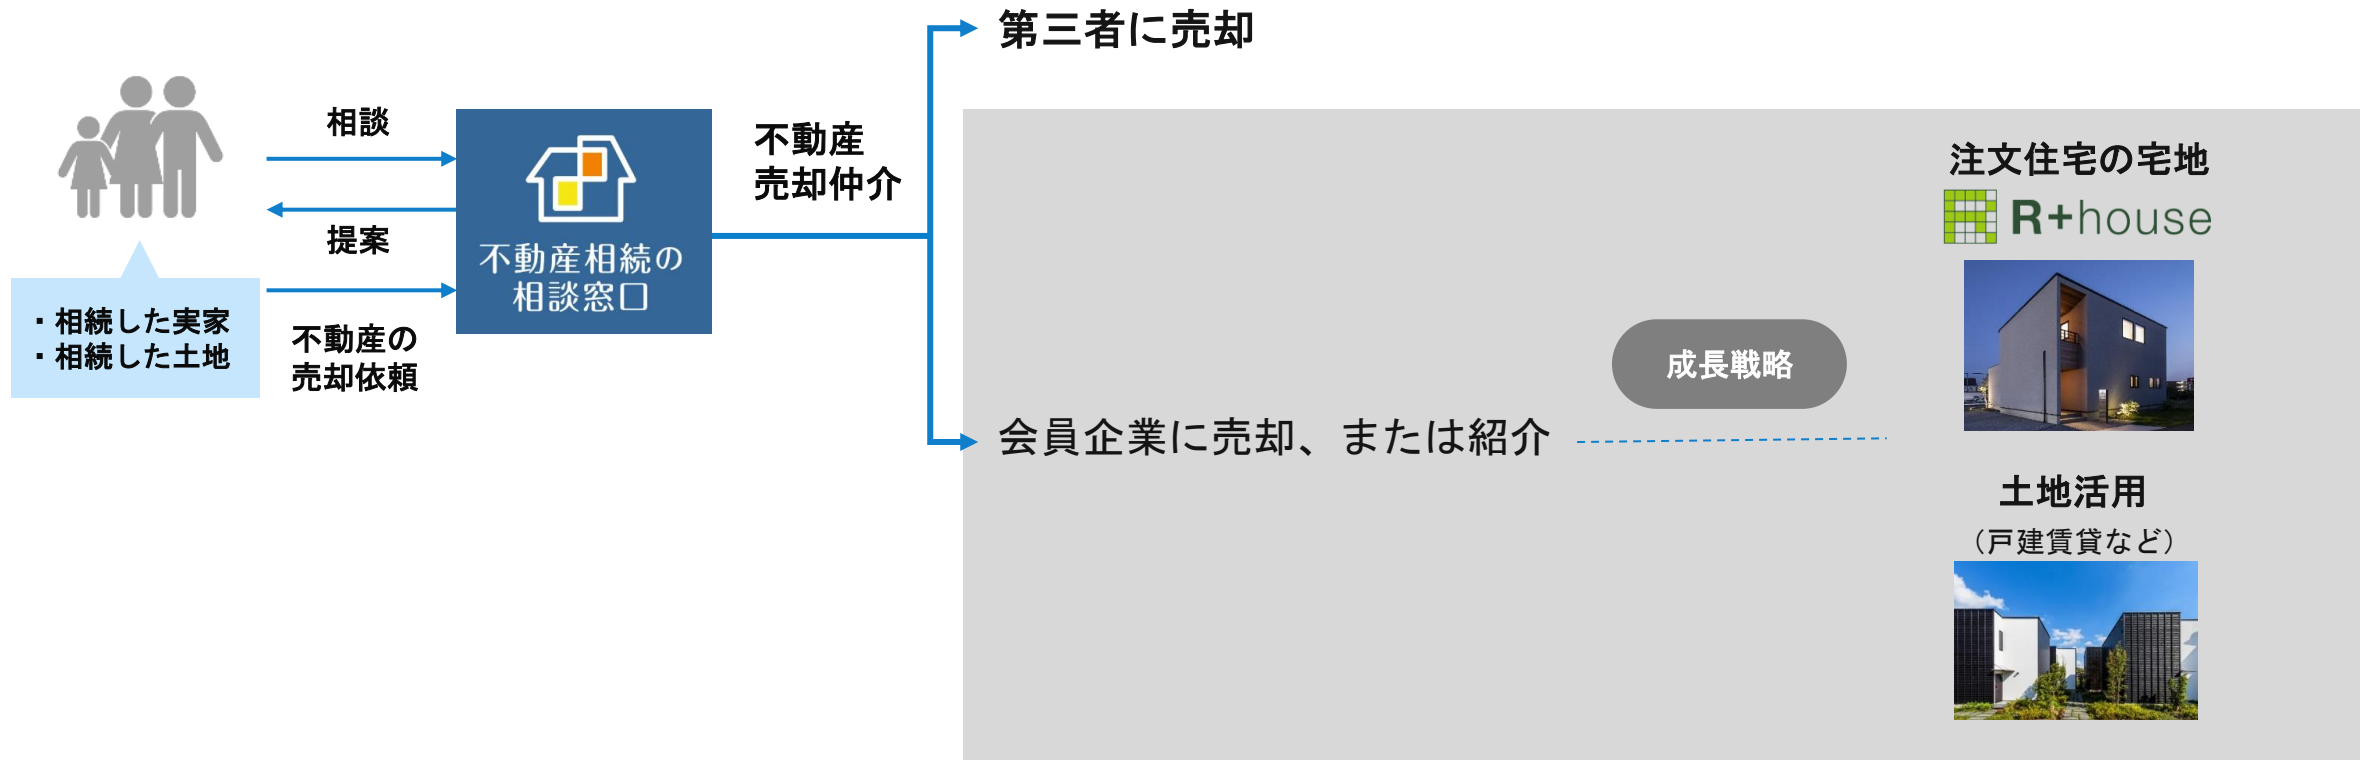 第三者に売却
相談
提案
不動産の
売却依頼
・相続した実家
・相続した土地
不動産相続の
相談窓口
不動産
売却仲介
会員企業に売却、または紹介
成長戦略
注文住宅の宅地
R+house
土地活用
（戸建賃貸など）